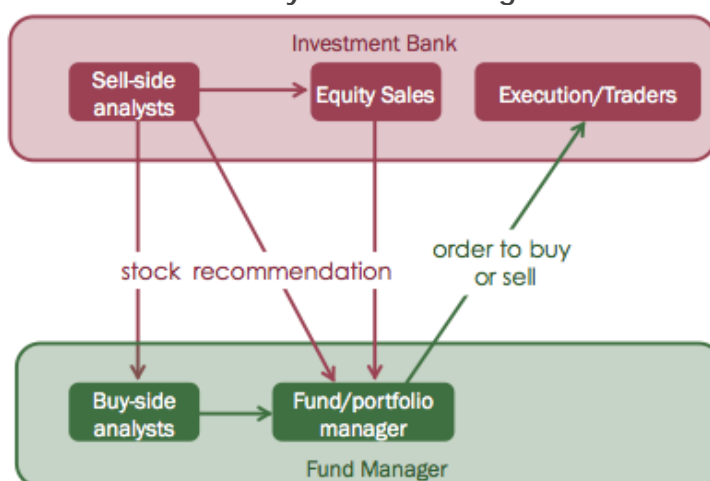 Investment Bank
Sell-side
analysts
Equity Sales
Execution/Traders
stock recommendation
order to buy
or sell
Buy-side
analysts
Fund/portfolio
manager
Fund Manager